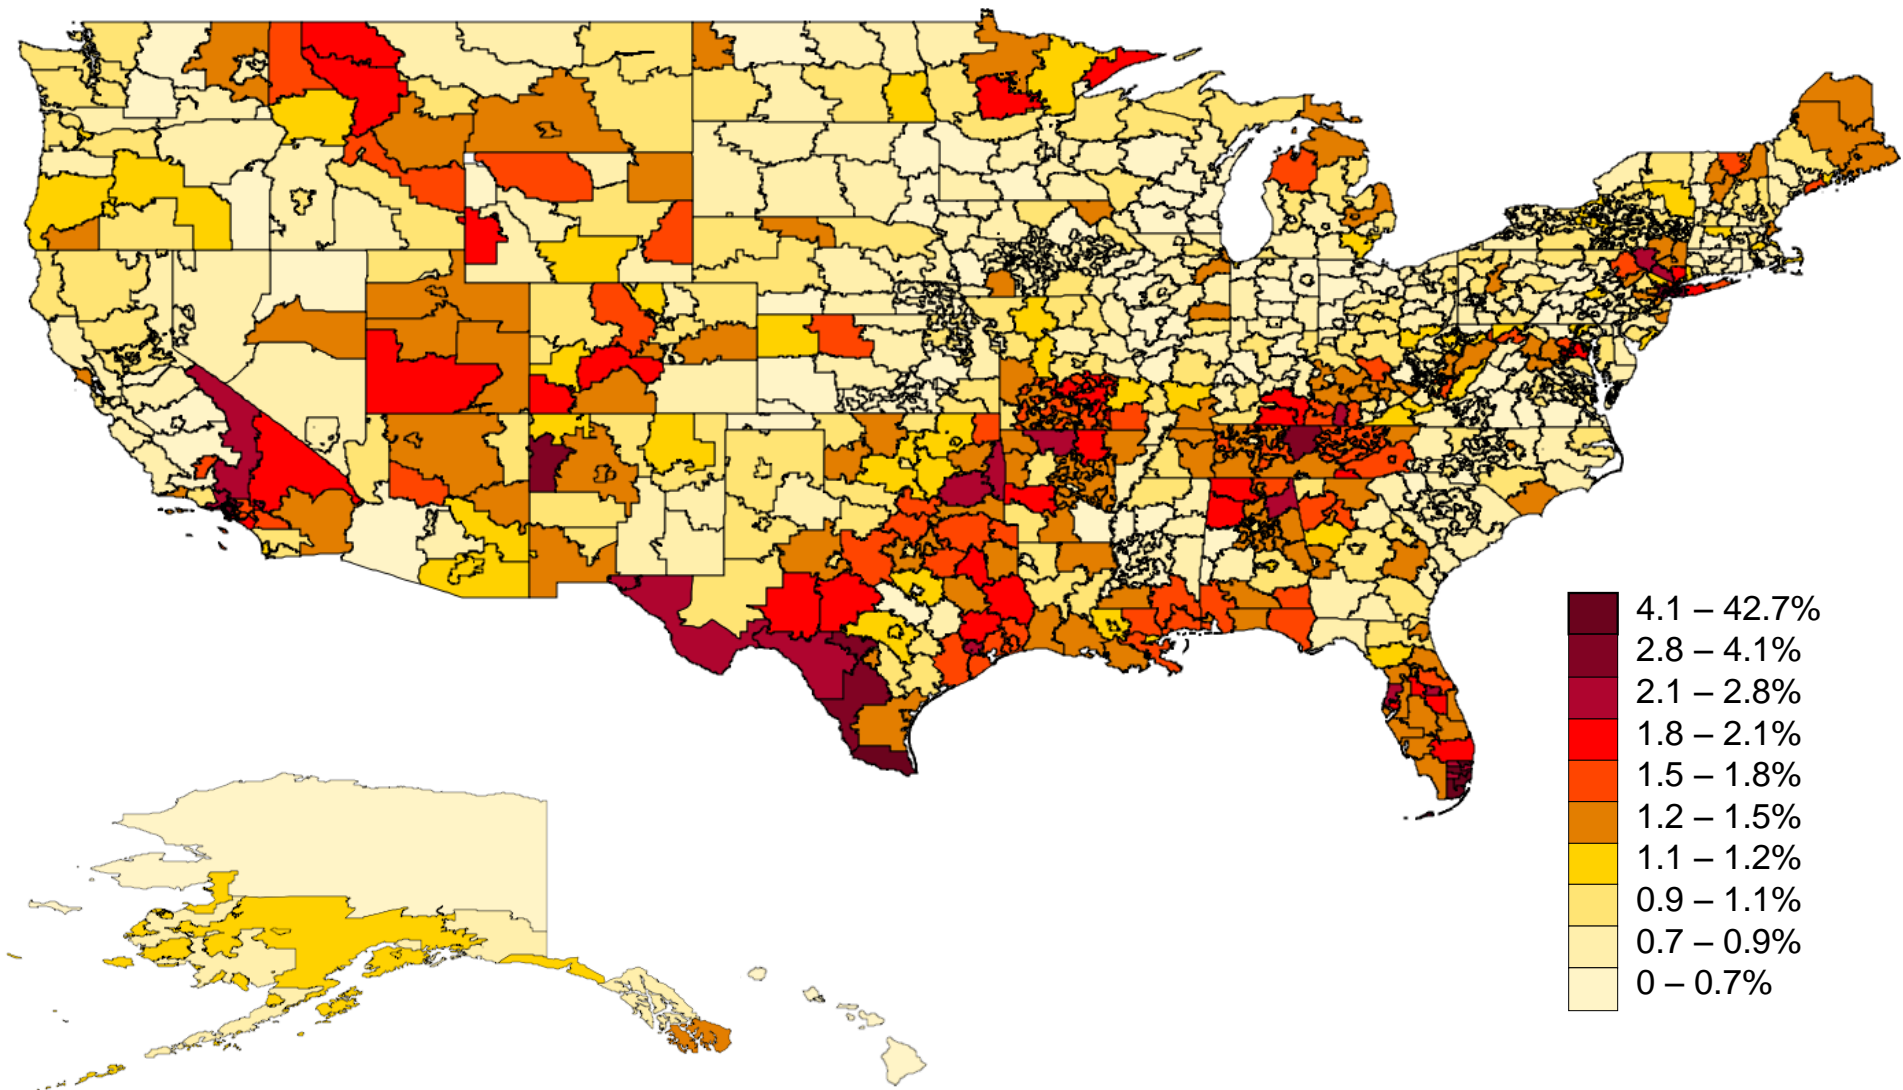 4.1 – 42.7%
2.8 – 4.1%
2.1 – 2.8%
1.8 – 2.1%
1.5 – 1.8%
1.2 – 1.5%
1.1 – 1.2%
0.9 – 1.1%
0.7 – 0.9%
0 – 0.7%